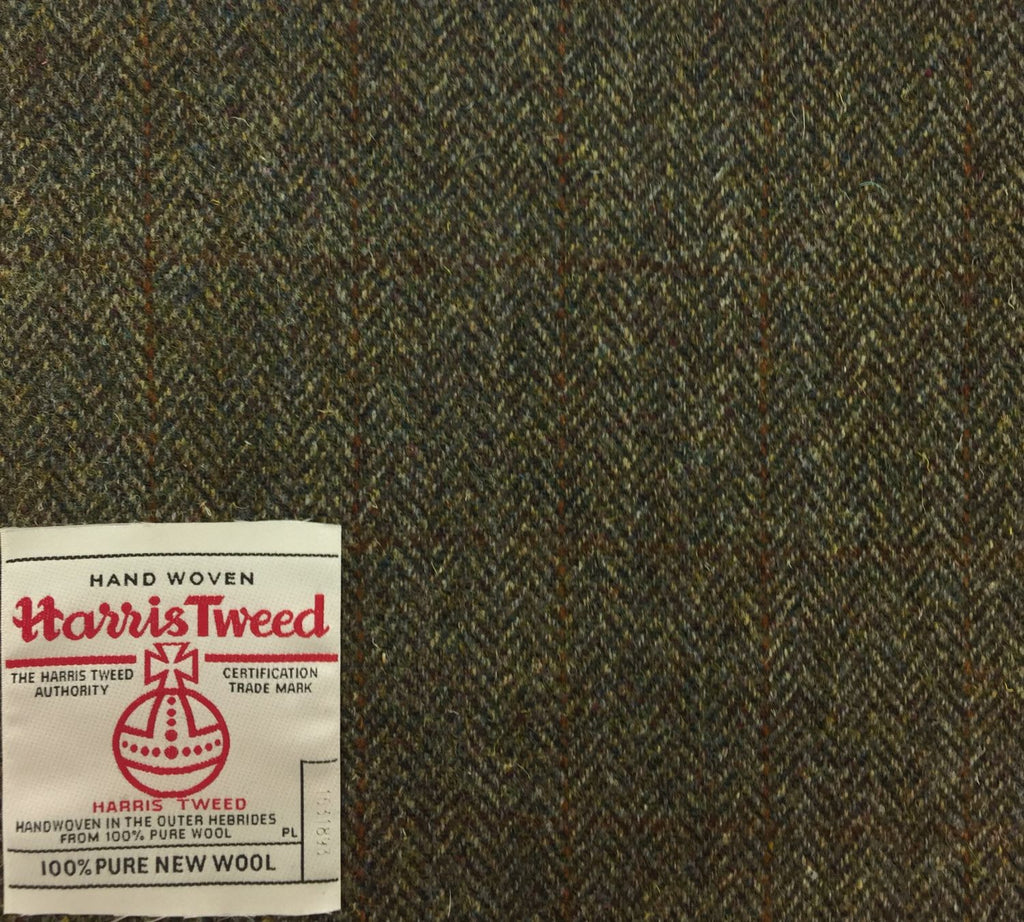 HAND WOVEN
Harris Tweed
THE HARRIS TWEED AUTHORITY
CERTIFICATION TRADE MARK
HARRIS TWEED
HANDWOVEN IN THE OUTER HEBRIDES
FROM 100% PURE WOOL
PL
100% PURE NEW WOOL